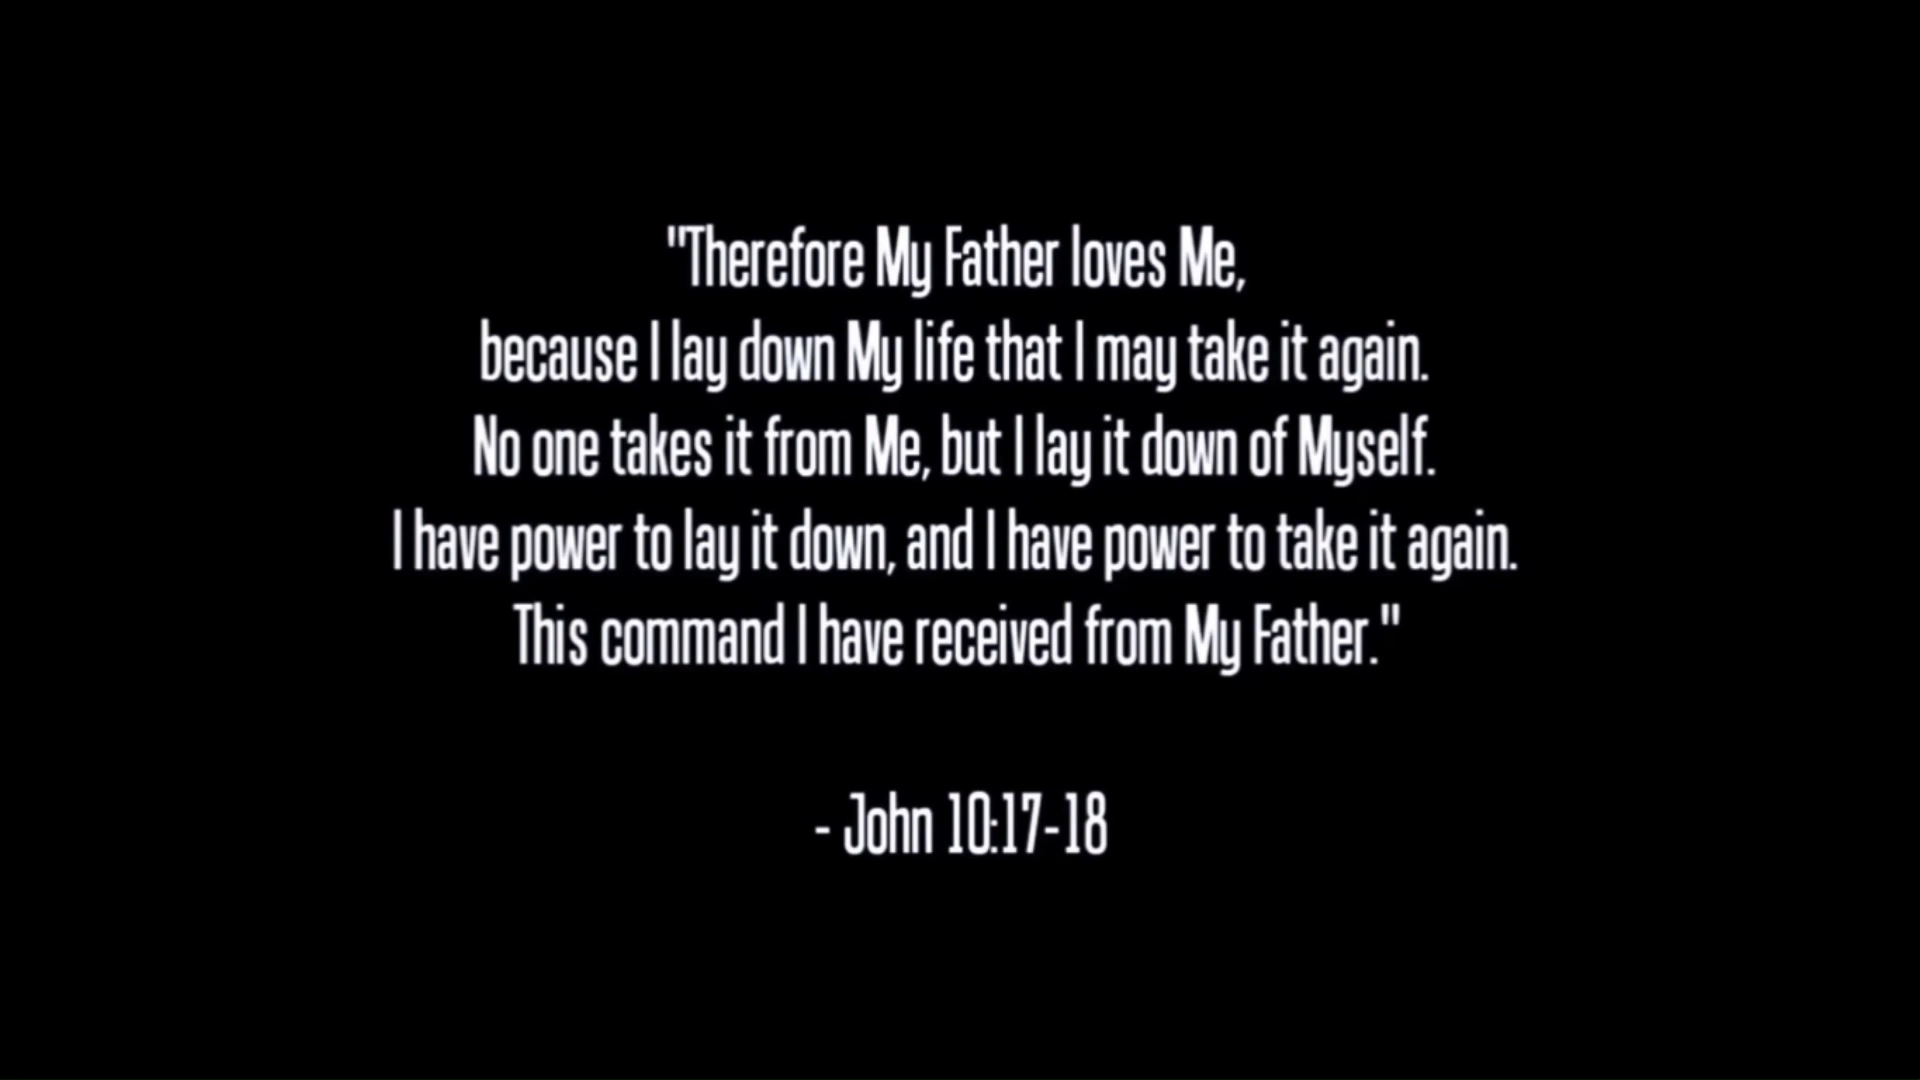 "Therefore My Father loves Me,
because I lay down My life that I may take it again.
No one takes it from Me, but I lay it down of Myself.
I have power to lay it down, and I have power to take it again.
This command I have received from My Father."
- John 10:17-18